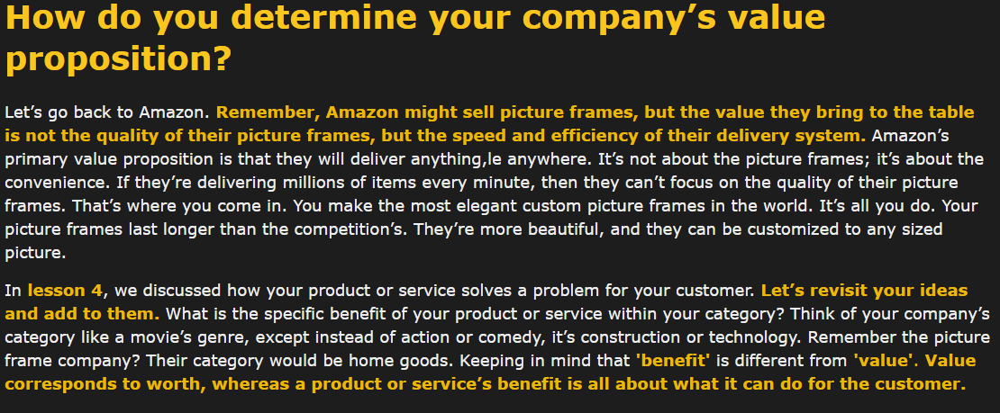 How do you determine your company’s value
proposition?
Let’s go back to Amazon. Remember, Amazon might sell picture frames, but the value they bring to the table
is not the quality of their picture frames, but the speed and efficiency of their delivery system. Amazon’s
primary value proposition is that they will deliver anything,le anywhere. It’s not about the picture frames; it’s about the
convenience. If they’re delivering millions of items every minute, then they can’t focus on the quality of their picture
frames. That’s where you come in. You make the most elegant custom picture frames in the world. It’s all you do. Your
picture frames last longer than the competition’s. They’re more beautiful, and they can be customized to any sized
picture.
In lesson 4, we discussed how your product or service solves a problem for your customer. Let’s revisit your ideas
and add to them. What is the specific benefit of your product or service within your category? Think of your company’s
category like a movie’s genre, except instead of action or comedy, it’s construction or technology. Remember the picture
frame company? Their category would be home goods. Keeping in mind that 'benefit' is different from 'value'. Value
corresponds to worth, whereas a product or service’s benefit is all about what it can do for the customer.